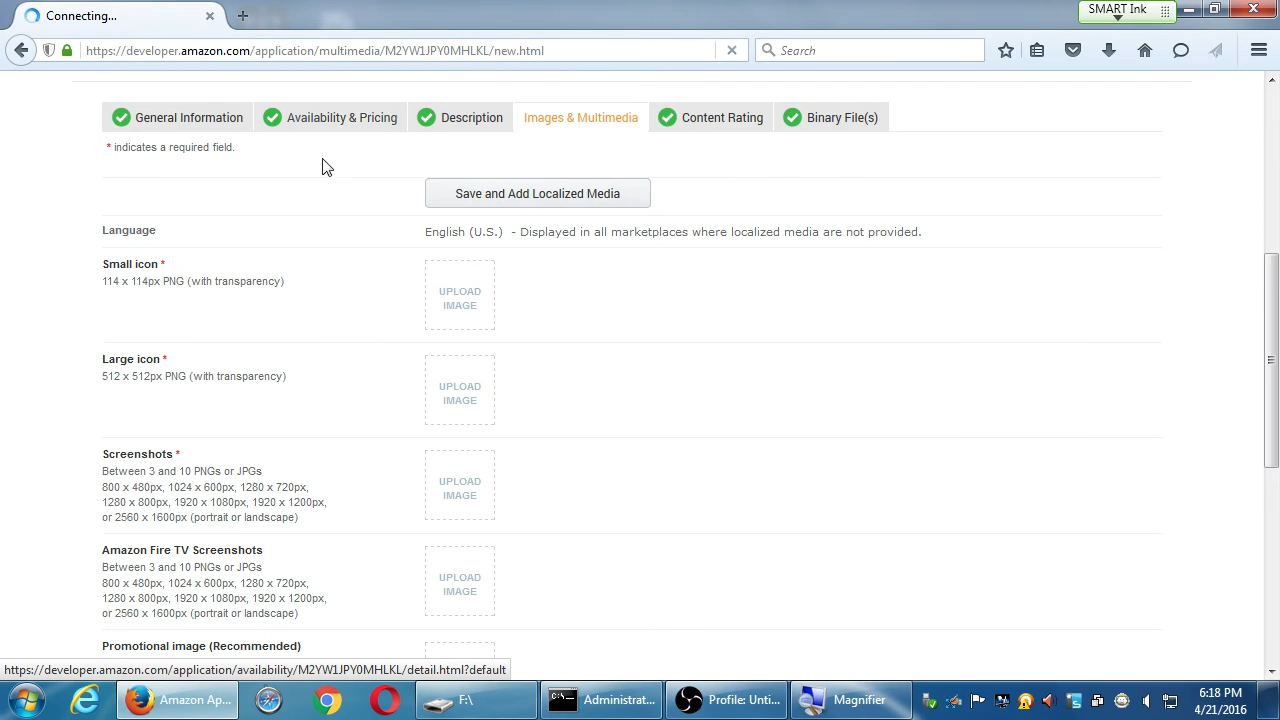 Connecting...
SMART Ink
https://developer.amazon.com/application/multimedia/M2YW1JPY0MHLKL/new.html
Search
General Information
Availability & Pricing
Description
Images & Multimedia
Content Rating
Binary File(s)
* indicates a required field.
Save and Add Localized Media
Language
English (U.S.) - Displayed in all marketplaces where localized media are not provided.
Small icon *
114 x 114px PNG (with transparency)
UPLOAD
IMAGE
Large icon *
512 x 512px PNG (with transparency)
UPLOAD
IMAGE
Screenshots *
Between 3 and 10 PNGs or JPGs
800 x 480px, 1024 x 600px, 1280 x 720px,
1280 x 800px, 1920 x 1080px, 1920 x 1200px,
or 2560 x 1600px (portrait or landscape)
UPLOAD
IMAGE
Amazon Fire TV Screenshots
Between 3 and 10 PNGs or JPGs
800 x 480px, 1024 x 600px, 1280 x 720px,
1280 x 800px, 1920 x 1080px, 1920 x 1200px,
or 2560 x 1600px (portrait or landscape)
UPLOAD
IMAGE
Promotional image (Recommended)
https://developer.amazon.com/application/availability/M2YW1JPY0MHLKL/detail.html?default
Amazon Ap...
F:\
Administrat...
Profile: Unti...
Magnifier
6:18 PM
4/21/2016